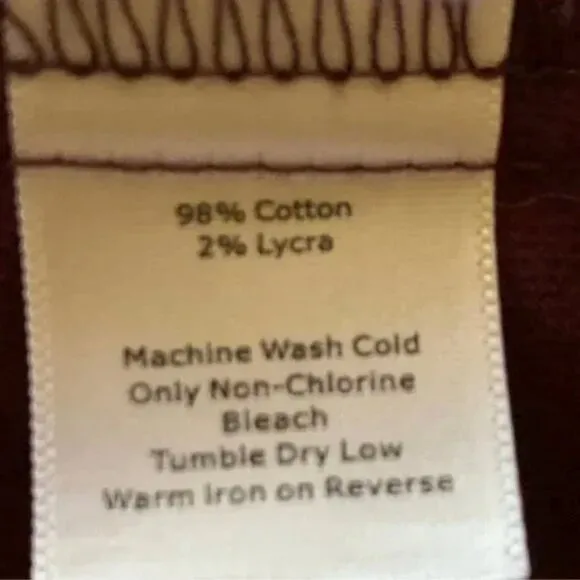 98% Cotton
2% Lycra
Machine Wash Cold
Only Non-Chlorine
Bleach
Tumble Dry Low
Warm Iron on Reverse